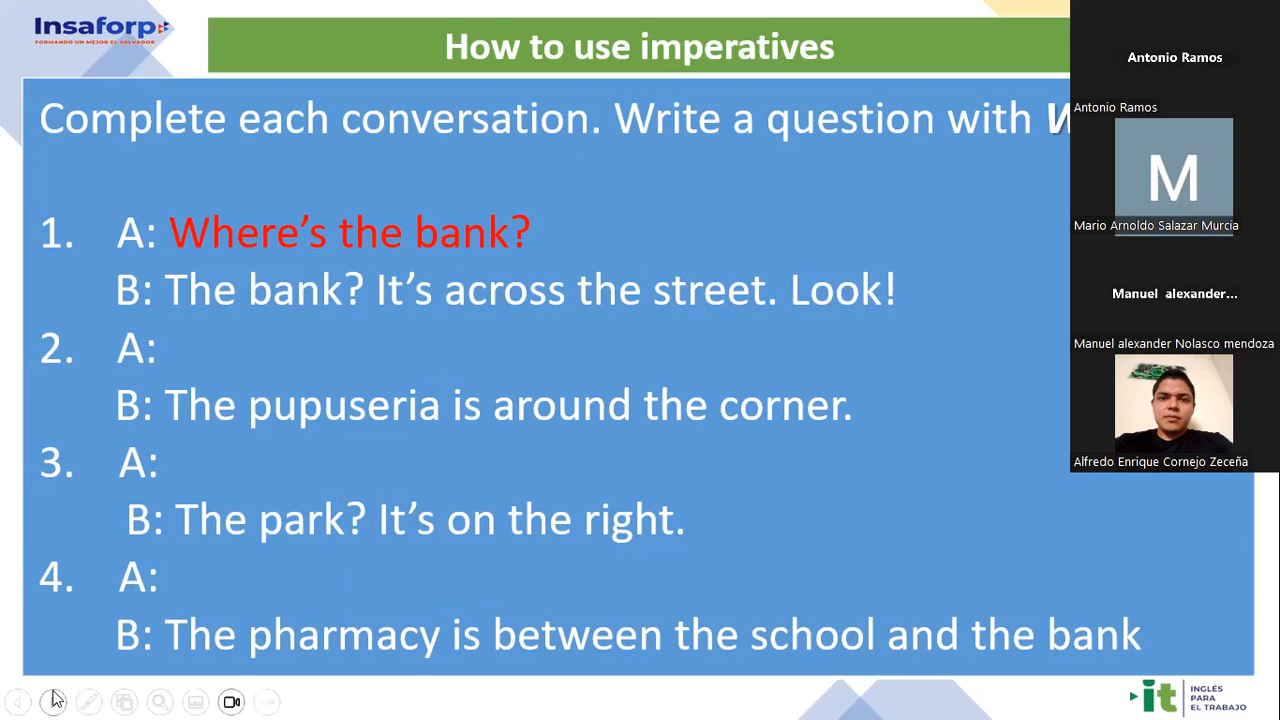 Insaforp
FORMANDO UN MEJOR EL SALVADOR
How to use imperatives
Complete each conversation. Write a question with
1. A: Where's the bank?
B: The bank? It's across the street. Look!
2. A:
B: The pupuseria is around the corner.
3. A:
B: The park? It's on the right.
4. A:
B: The pharmacy is between the school and the bank
Antonio Ramos
Antonio Ramos
M
Mario Arnoldo Salazar Murcia
Manuel alexander...
Manuel alexander Nolasco mendoza
Alfredo Enrique Cornejo Zeceña
it
INGLÉS
PARA
EL TRABAJO